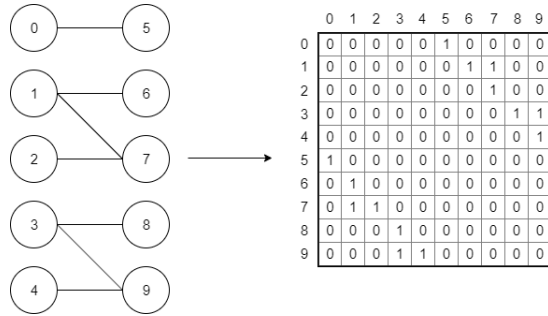 0 5
1 6
2 7
3 8
4 9
0 1 2 3 4 5 6 7 8 9
0 0 0 0 0 0 1 0 0 0 0
1 0 0 0 0 0 0 1 1 0 0
2 0 0 0 0 0 0 0 1 0 0
3 0 0 0 0 0 0 0 0 1 1
4 0 0 0 0 0 0 0 0 0 1
5 1 0 0 0 0 0 0 0 0 0
6 0 1 0 0 0 0 0 0 0 0
7 0 1 1 0 0 0 0 0 0 0
8 0 0 0 1 0 0 0 0 0 0
9 0 0 0 1 1 0 0 0 0 0